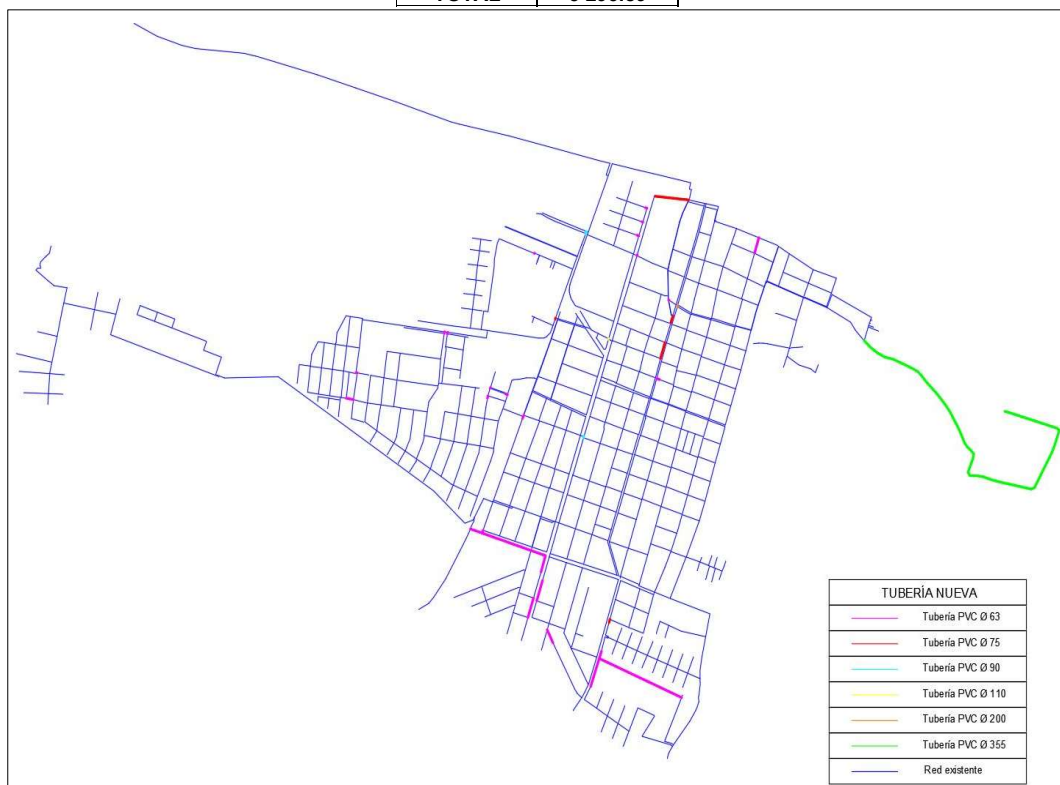 TUBERÍA NUEVA
Tubería PVC Ø 63
Tubería PVC Ø 75
Tubería PVC Ø 90
Tubería PVC Ø 110
Tubería PVC Ø 200
Tubería PVC Ø 355
Red existente